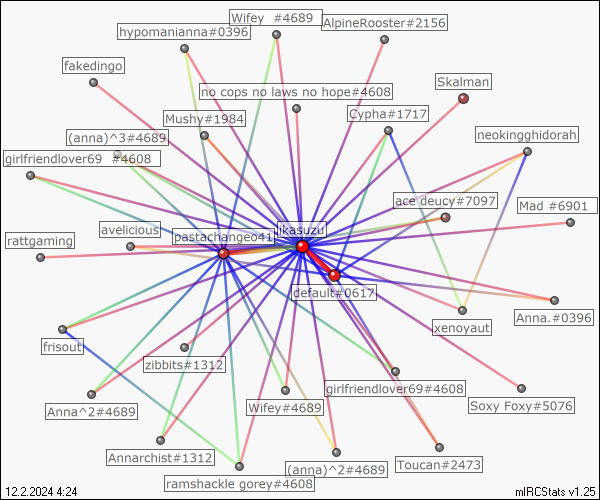 Wifey  #4689
AlpineRooster#2156
hypomanianna#0396
fakedingo
Skalman
no cops no laws no hope#4608
Mushy#1984
Cypha#1717
(anna)^3#4689
neokingghidorah
girlfriendlover69  #4608
ace deucy#7097
Mad #6901
avelicious
ikasuzu
pastachangeo41
rattgaming
default#0617
Anna.#0396
xenoyaut
frisout
zibbits#1312
girlfriendlover69#4608
Soxy Foxy#5076
Anna^2#4689
Wifey#4689
Annarchist#1312
(anna)^2#4689
Toucan#2473
ramshackle gorey#4608
12.2.2024 4:24
mIRCStats v1.25